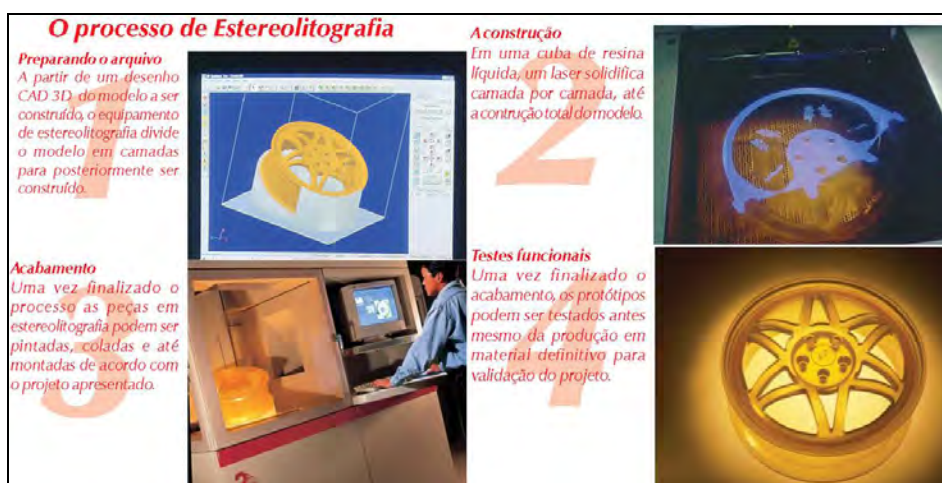 O processo de Estereolitografia
1
Preparando o arquivo
A partir de um desenho
CAD 3D, do modelo a ser
construído, o equipamento
de estereolitografia divide
o modelo em camadas
para posteriormente ser
construído.
2
A construção
Em uma cuba de resina
líquida, um laser solidifica
camada por camada, até
a contrução total do modelo.
3
Acabamento
Uma vez finalizado o
processo as peças em
estereolitografia podem ser
pintadas, coladas e até
montadas de acordo com
o projeto apresentado.
4
Testes funcionais
Uma vez finalizado o
acabamento, os protótipos
podem ser testados antes
mesmo da produção em
material definitivo para
validação do projeto.